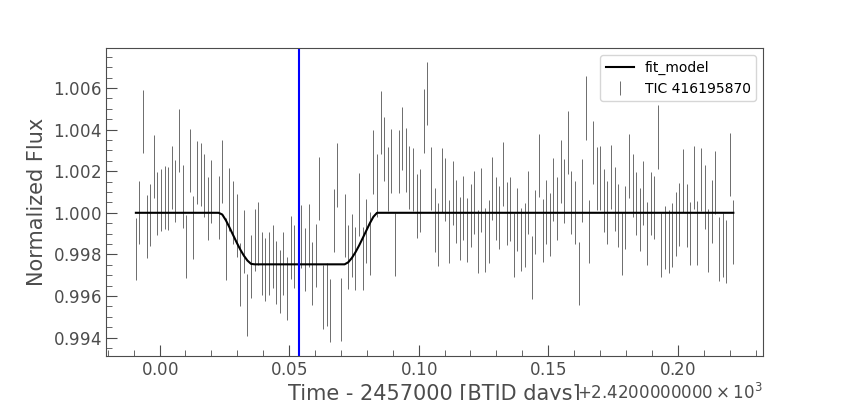 fit_model
TIC 416195870
1.006
1.004
1.002
1.000
0.998
0.996
0.994
Normalized Flux
0.00 0.05 0.10 0.15 0.20
Time - 2457000 [BTJD days]
+2.4200000000 × 10³